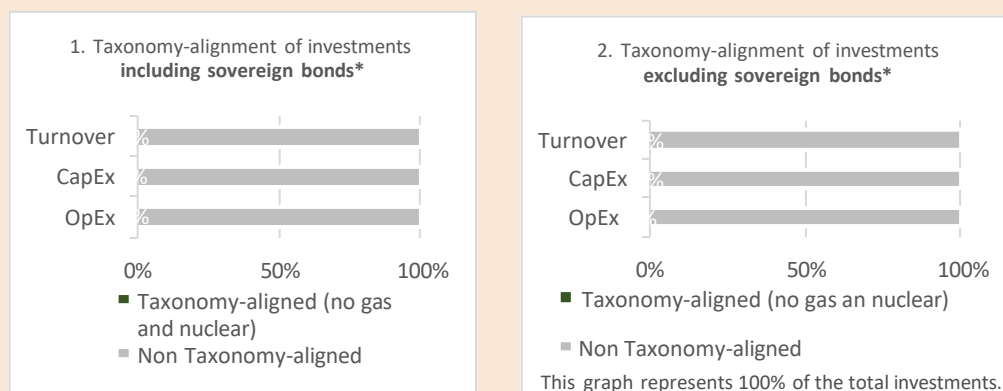 1. Taxonomy-alignment of investments
including sovereign bonds*
Turnover
%
CapEx
%
OpEx
%
0% 50% 100%
Taxonomy-aligned (no gas
and nuclear)
Non Taxonomy-aligned
2. Taxonomy-alignment of investments
excluding sovereign bonds*
Turnover
%
CapEx
%
OpEx
%
0% 50% 100%
Taxonomy-aligned (no gas an nuclear)
Non Taxonomy-aligned
This graph represents 100% of the total investments.